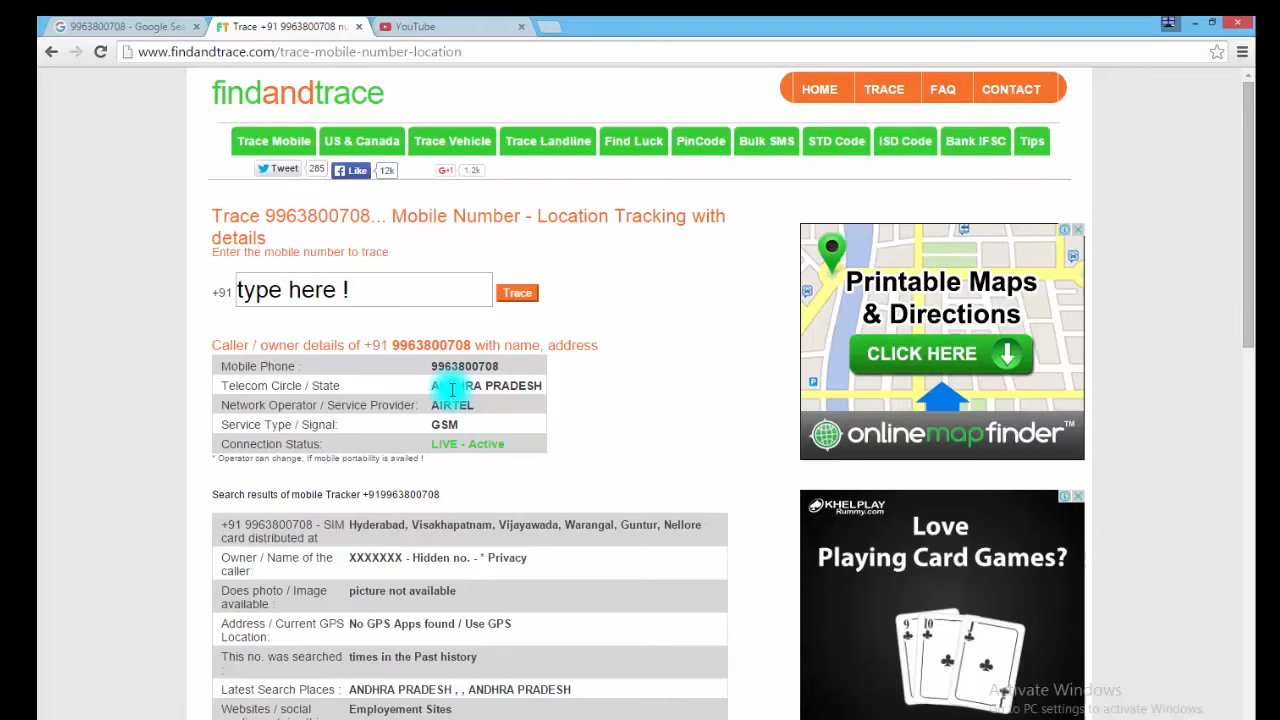 9963800708 - Google Sea
FT Trace +91 9963800708 nu
YouTube
www.findandtrace.com/trace-mobile-number-location
findandtrace
HOME TRACE FAQ CONTACT
Trace Mobile US & Canada Trace Vehicle Trace Landline Find Luck PinCode Bulk SMS STD Code ISD Code Bank IFSC Tips
Tweet 285 Like 12k G+1 1.2k
Trace 9963800708... Mobile Number - Location Tracking with
details
Enter the mobile number to trace
+91 type here ! Trace
Caller / owner details of +91 9963800708 with name, address
Mobile Phone : 9963800708
Telecom Circle / State ANDHRA PRADESH
Network Operator / Service Provider: AIRTEL
Service Type / Signal: GSM
Connection Status: LIVE - Active
* Operator can change, If mobile portability is availed !
Search results of mobile Tracker +919963800708
+91 9963800708 - SIM Hyderabad, Visakhapatnam, Vijayawada, Warangal, Guntur, Nellore
card distributed at
Owner / Name of the XXXXXXX - Hidden no. - * Privacy
caller:
Does photo / Image picture not available
available :
Address / Current GPS No GPS Apps found / Use GPS
Location:
This no. was searched times in the Past history
:
Latest Search Places : ANDHRA PRADESH , , ANDHRA PRADESH
Websites / social Employement Sites
Printable Maps
& Directions
CLICK HERE
P
onlinemapfinder™
KHELPLAY
Rummy.com
Love
Playing Card Games?
9 10 J
Activate Windows
Go to PC settings to activate Windows.